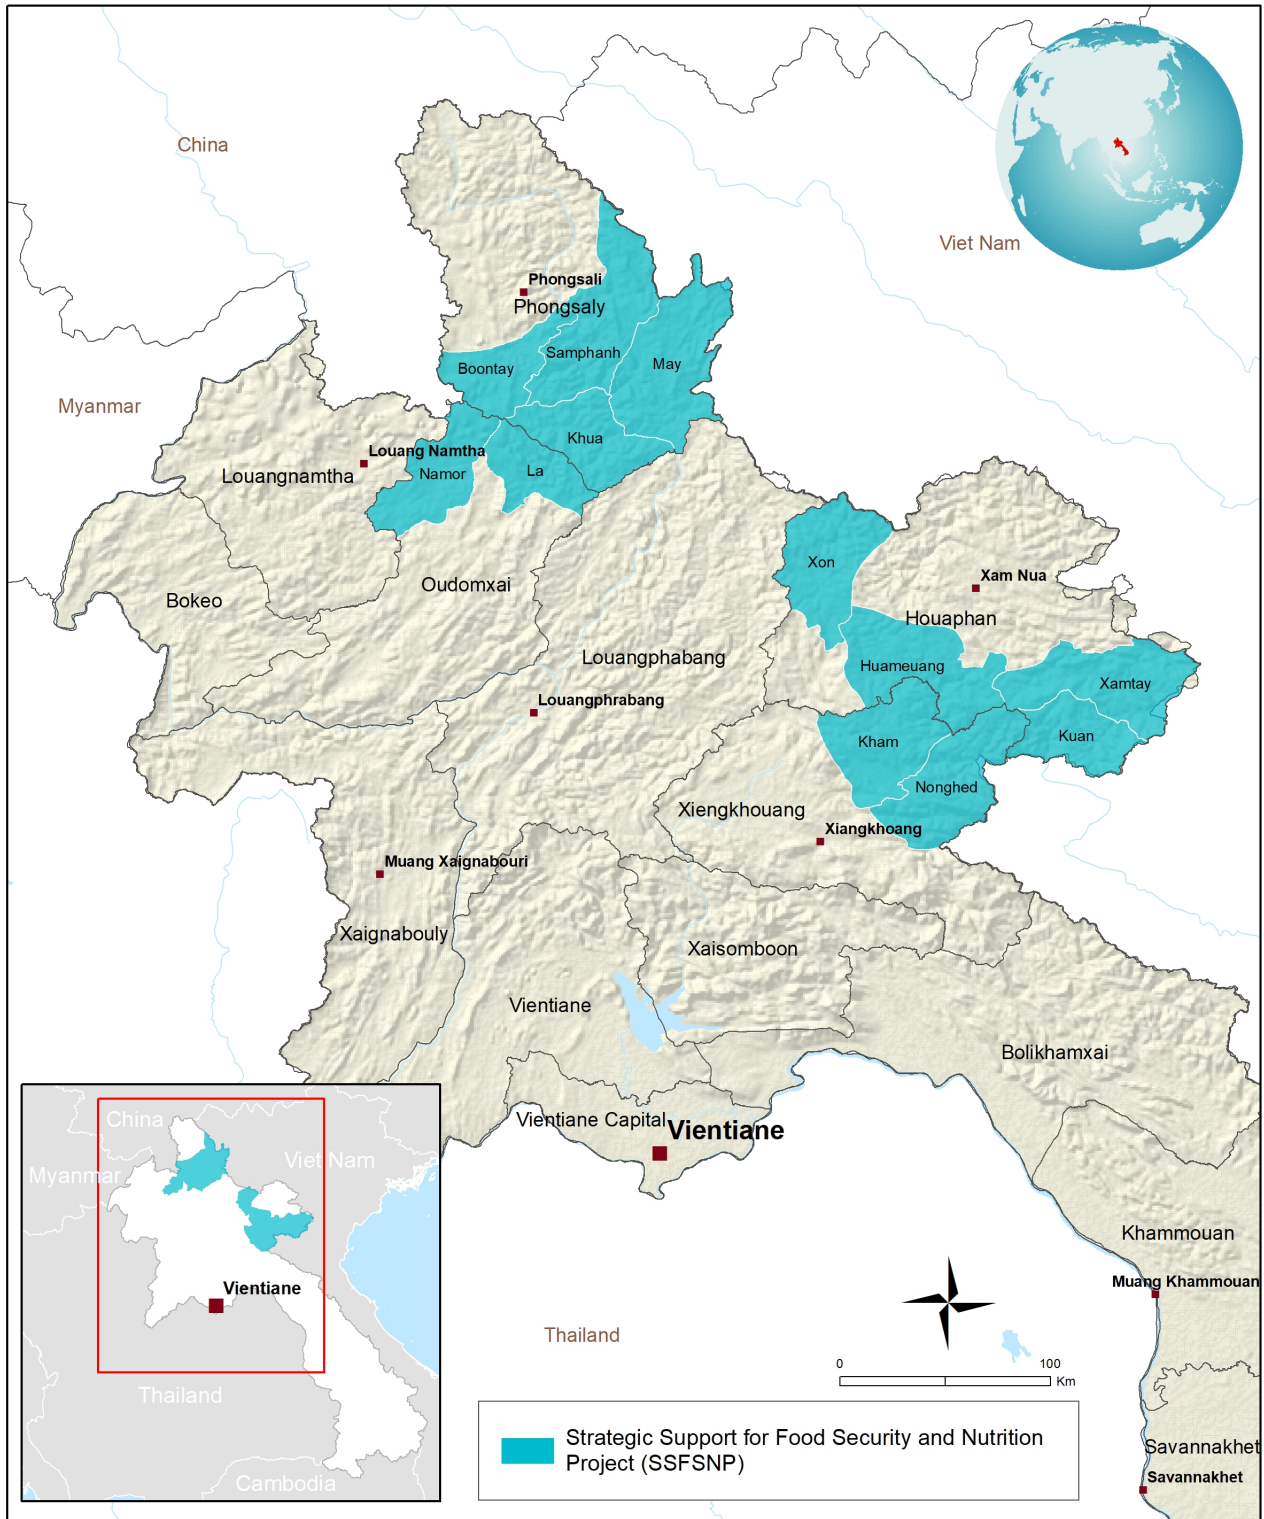 China
Viet Nam
Phongsali
Phongsaly
Samphanh
Boontay
May
Myanmar
Khua
Louang Namtha
Louangnamtha
Namor
La
Xon
Xam Nua
Oudomxai
Bokeo
Houaphan
Louangphabang
Huameuang
Xamtay
Louangphrabang
Kham
Kuan
Nonghed
Xiengkhouang
Xiangkhoang
Muang Xaignabouri
Xaignabouly
Xaisomboon
Vientiane
Bolikhamxai
Vientiane Capital
Vientiane
Khammouan
Muang Khammouan
Thailand
0 100
Km
Savannakhet
Savannakhet
China
Viet Nam
Myanmar
Vientiane
Thailand
Cambodia
Strategic Support for Food Security and Nutrition
Project (SSFSNP)